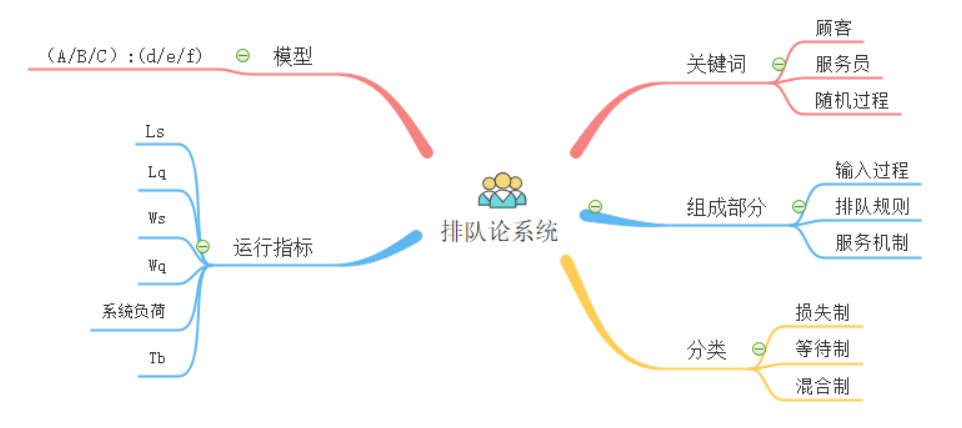 排队论系统
模型
（A/B/C）:(d/e/f)
运行指标
Ls
Lq
Ws
Wq
系统负荷
Tb
关键词
顾客
服务员
随机过程
组成部分
输入过程
排队规则
服务机制
分类
损失制
等待制
混合制